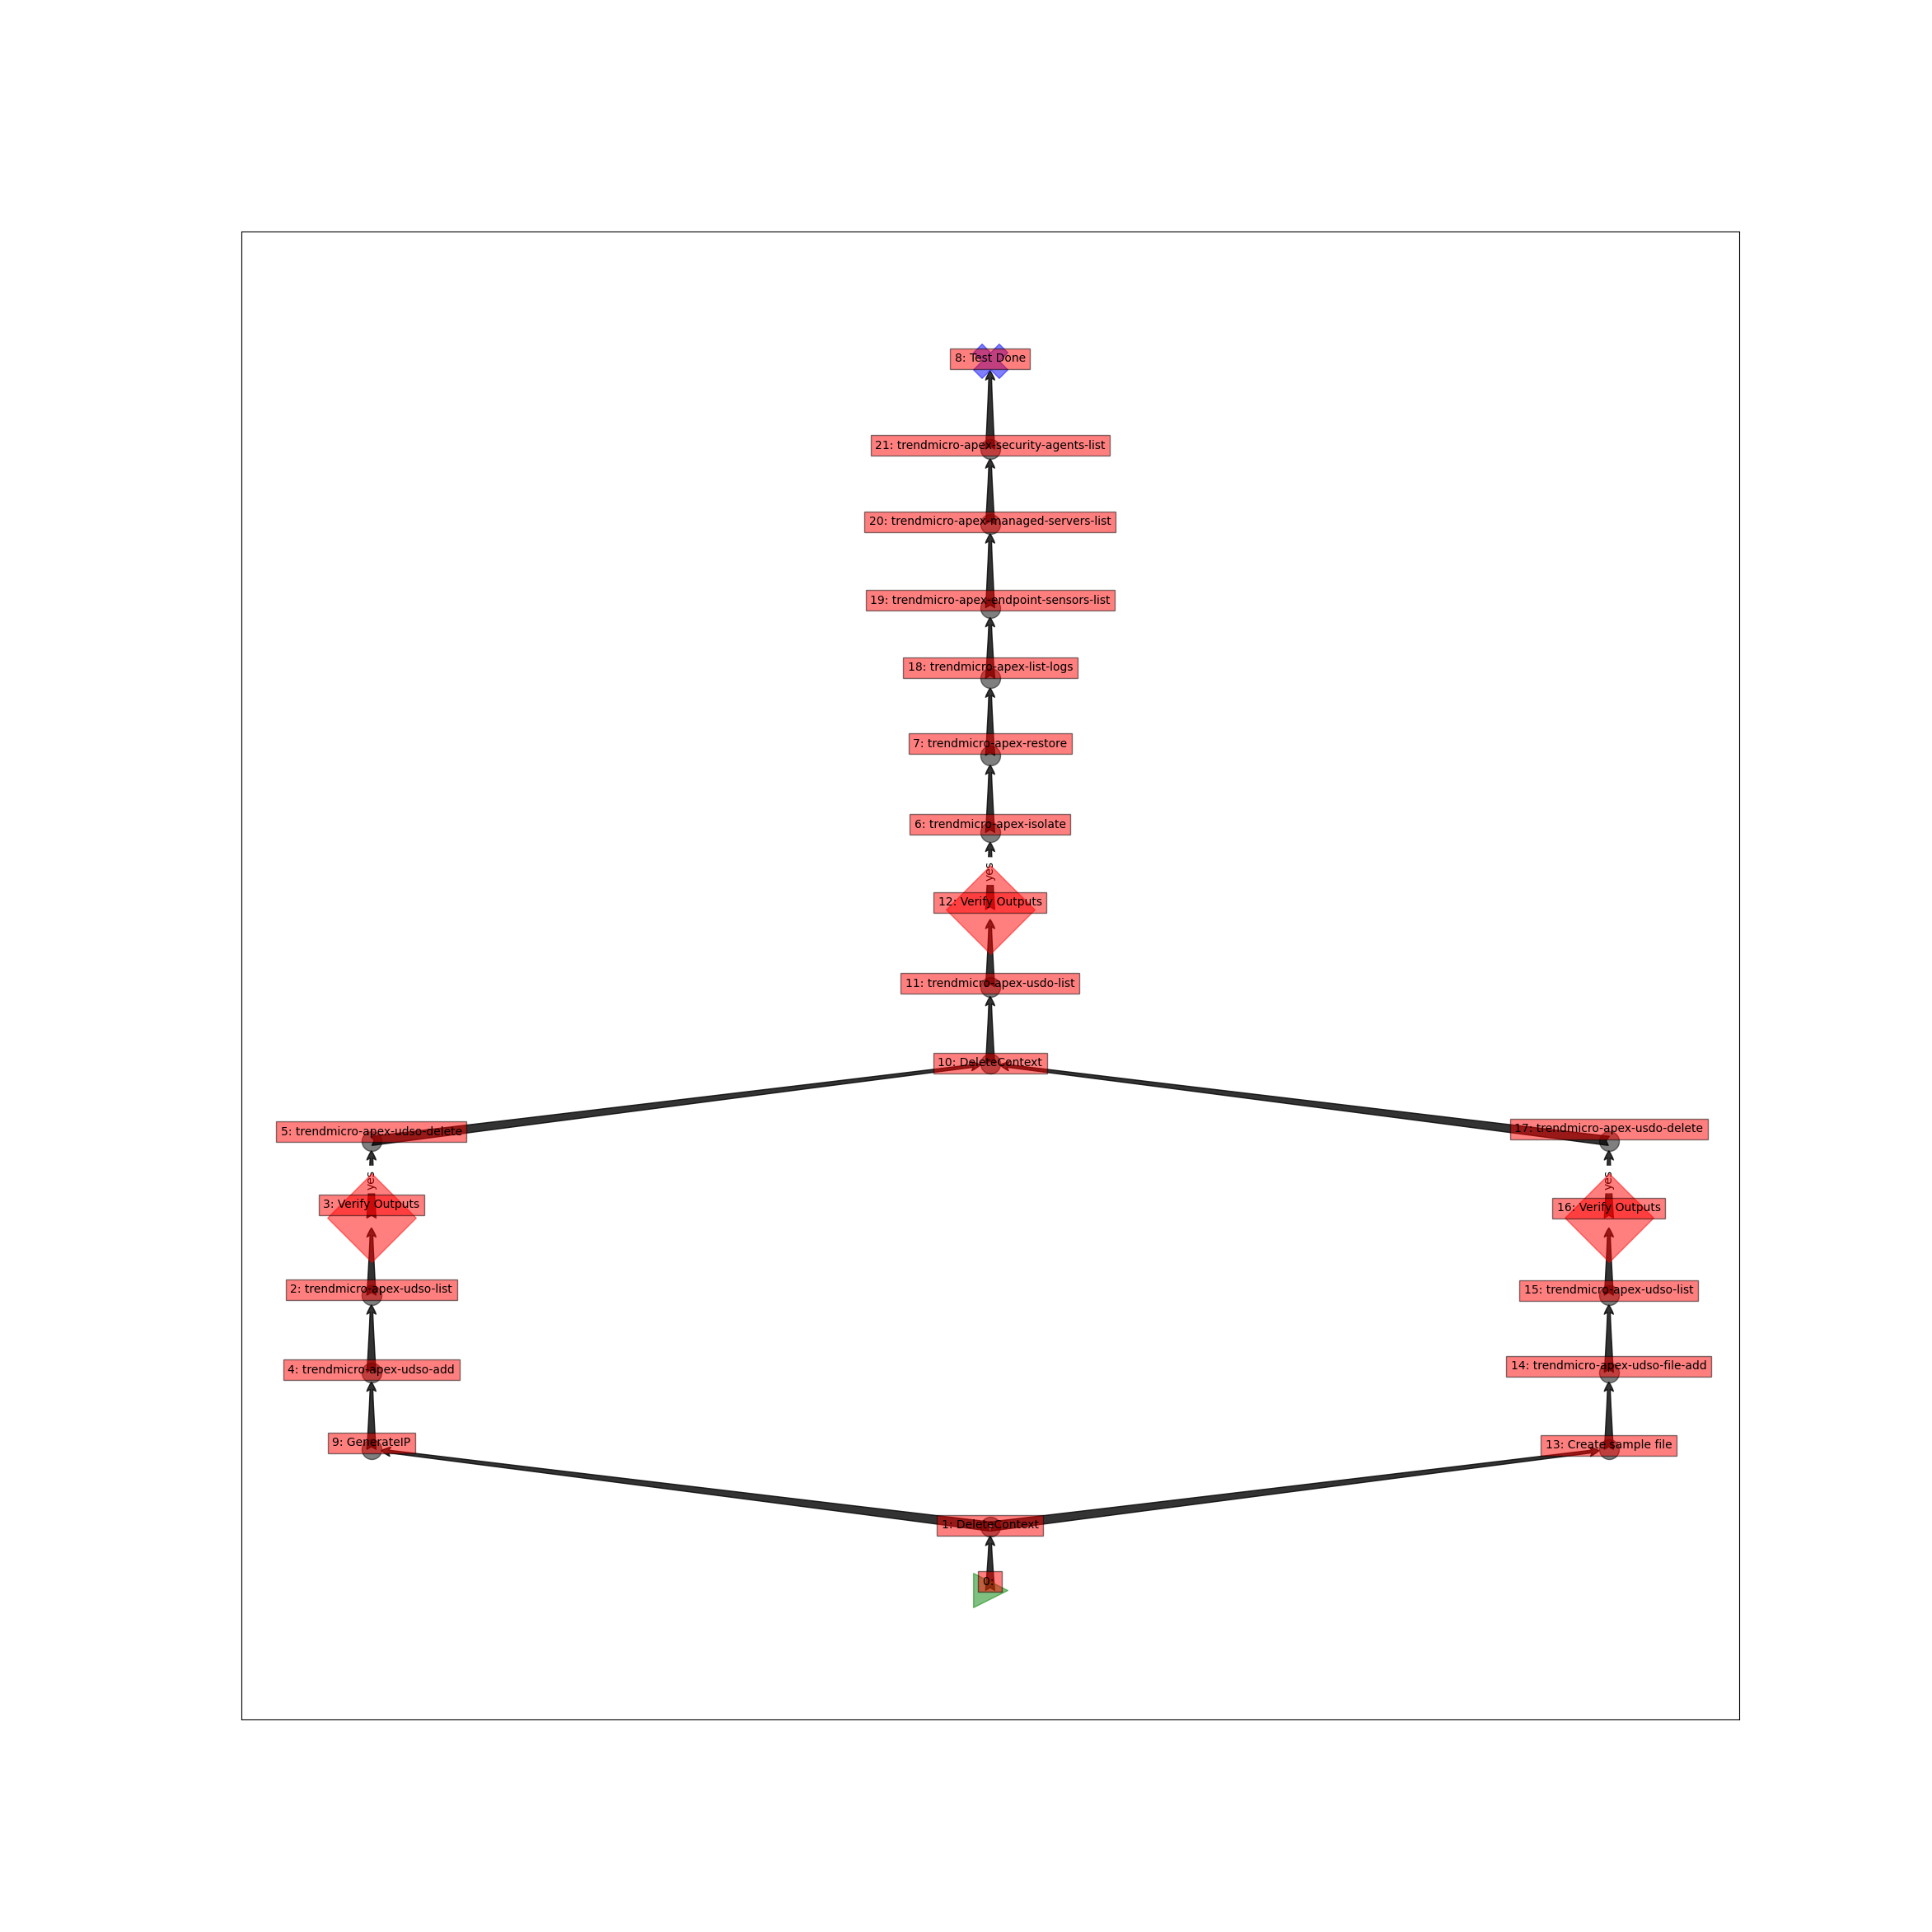 8: Test Done
21: trendmicro-apex-security-agents-list
20: trendmicro-apex-managed-servers-list
19: trendmicro-apex-endpoint-sensors-list
18: trendmicro-apex-list-logs
7: trendmicro-apex-restore
6: trendmicro-apex-isolate
yes
12: Verify Outputs
11: trendmicro-apex-usdo-list
10: DeleteContext
5: trendmicro-apex-udso-delete
17: trendmicro-apex-usdo-delete
yes
yes
3: Verify Outputs
16: Verify Outputs
2: trendmicro-apex-udso-list
15: trendmicro-apex-udso-list
4: trendmicro-apex-udso-add
14: trendmicro-apex-udso-file-add
9: GenerateIP
13: Create sample file
1: DeleteContext
0: